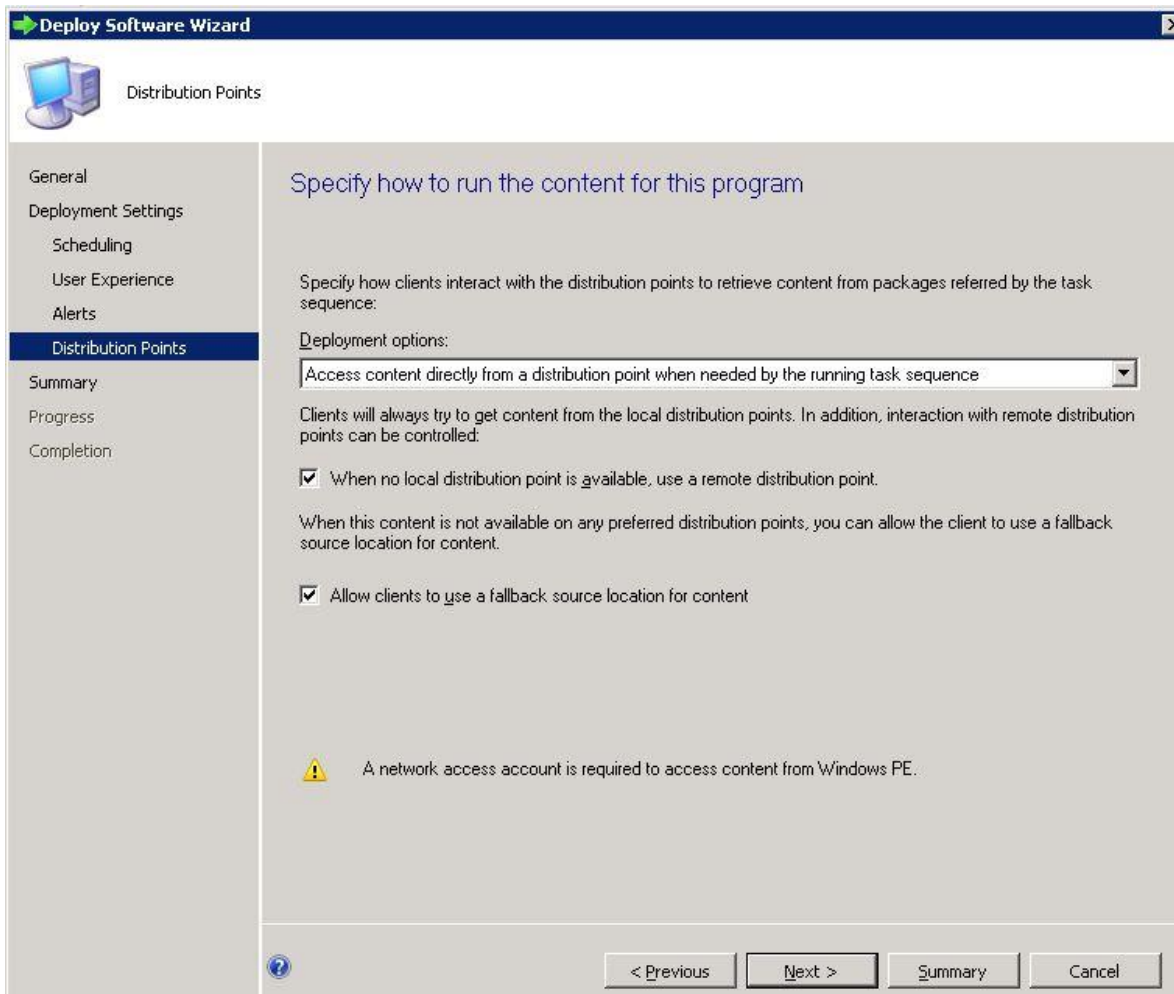 Deploy Software Wizard
Distribution Points
General
Deployment Settings
Scheduling
User Experience
Alerts
Distribution Points
Summary
Progress
Completion
Specify how to run the content for this program
Specify how clients interact with the distribution points to retrieve content from packages referred by the task
sequence:
Deployment options:
Access content directly from a distribution point when needed by the running task sequence
Clients will always try to get content from the local distribution points. In addition, interaction with remote distribution
points can be controlled:
When no local distribution point is available, use a remote distribution point.
When this content is not available on any preferred distribution points, you can allow the client to use a fallback
source location for content.
Allow clients to use a fallback source location for content
A network access account is required to access content from Windows PE.
< Previous
Next >
Summary
Cancel